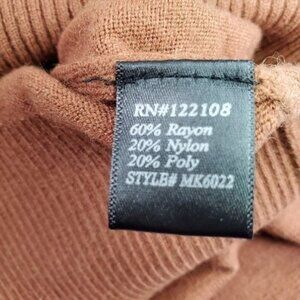 RN#122108
60% Rayon
20% Nylon
20% Poly
STYLE# MK6022